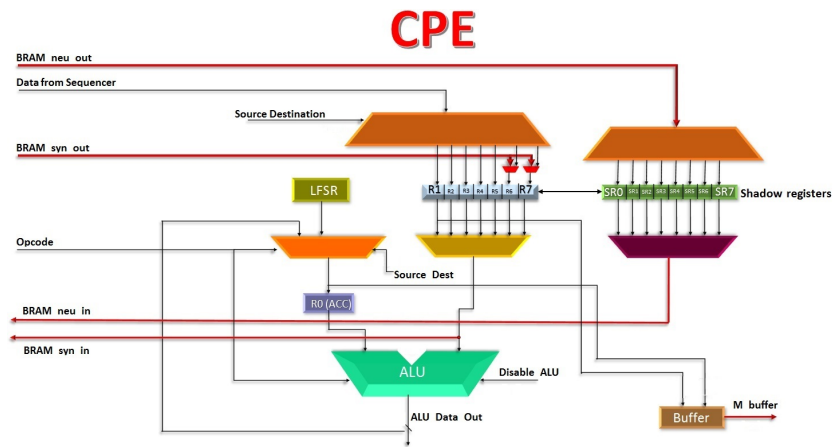 CPE
BRAM neu out
Data from Sequencer
Source Destination
BRAM syn out
R1 R2 R3 R4 R5 R6 R7
SR0 SR1 SR2 SR3 SR4 SR5 SR6 SR7
Shadow registers
LFSR
Opcode
Source Dest
R0 (ACC)
BRAM neu in
BRAM syn in
ALU
Disable ALU
M buffer
ALU Data Out
Buffer